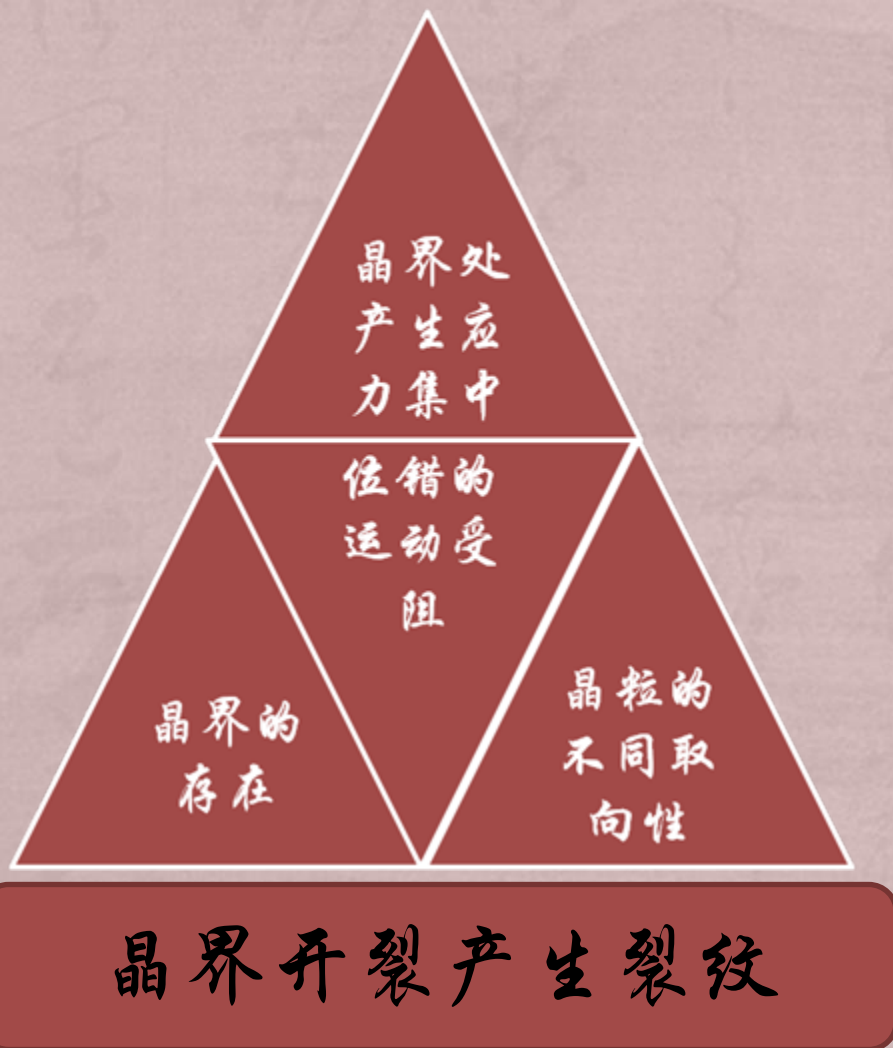 晶界处
产生应
力集中
位错的
运动受
阻
晶界的
存在
晶粒的
不同取
向性
晶界开裂产生裂纹